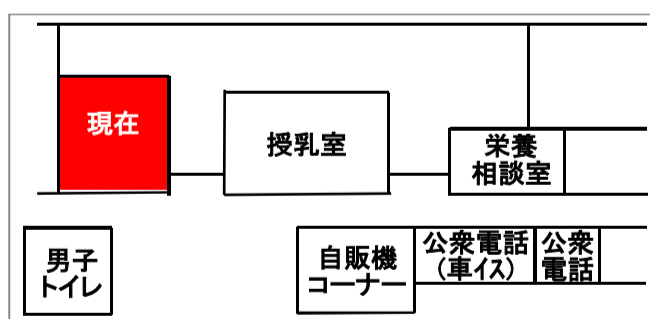 現在
授乳室
栄養
相談室
男子
トイレ
自販機
コーナー
公衆電話
(車イス)
公衆
電話